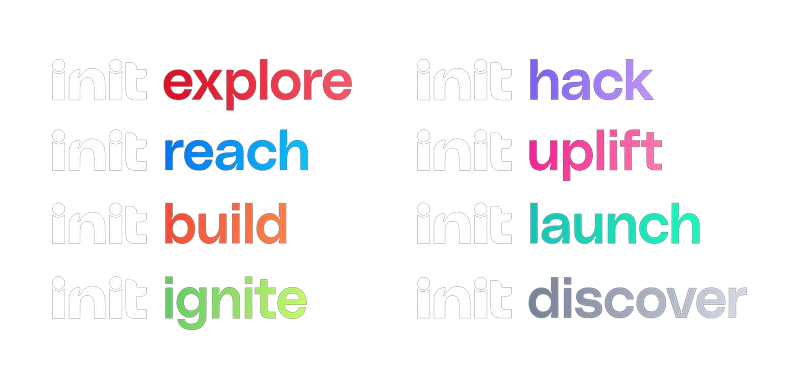 init explore
init reach
init build
init ignite
init hack
init uplift
init launch
init discover